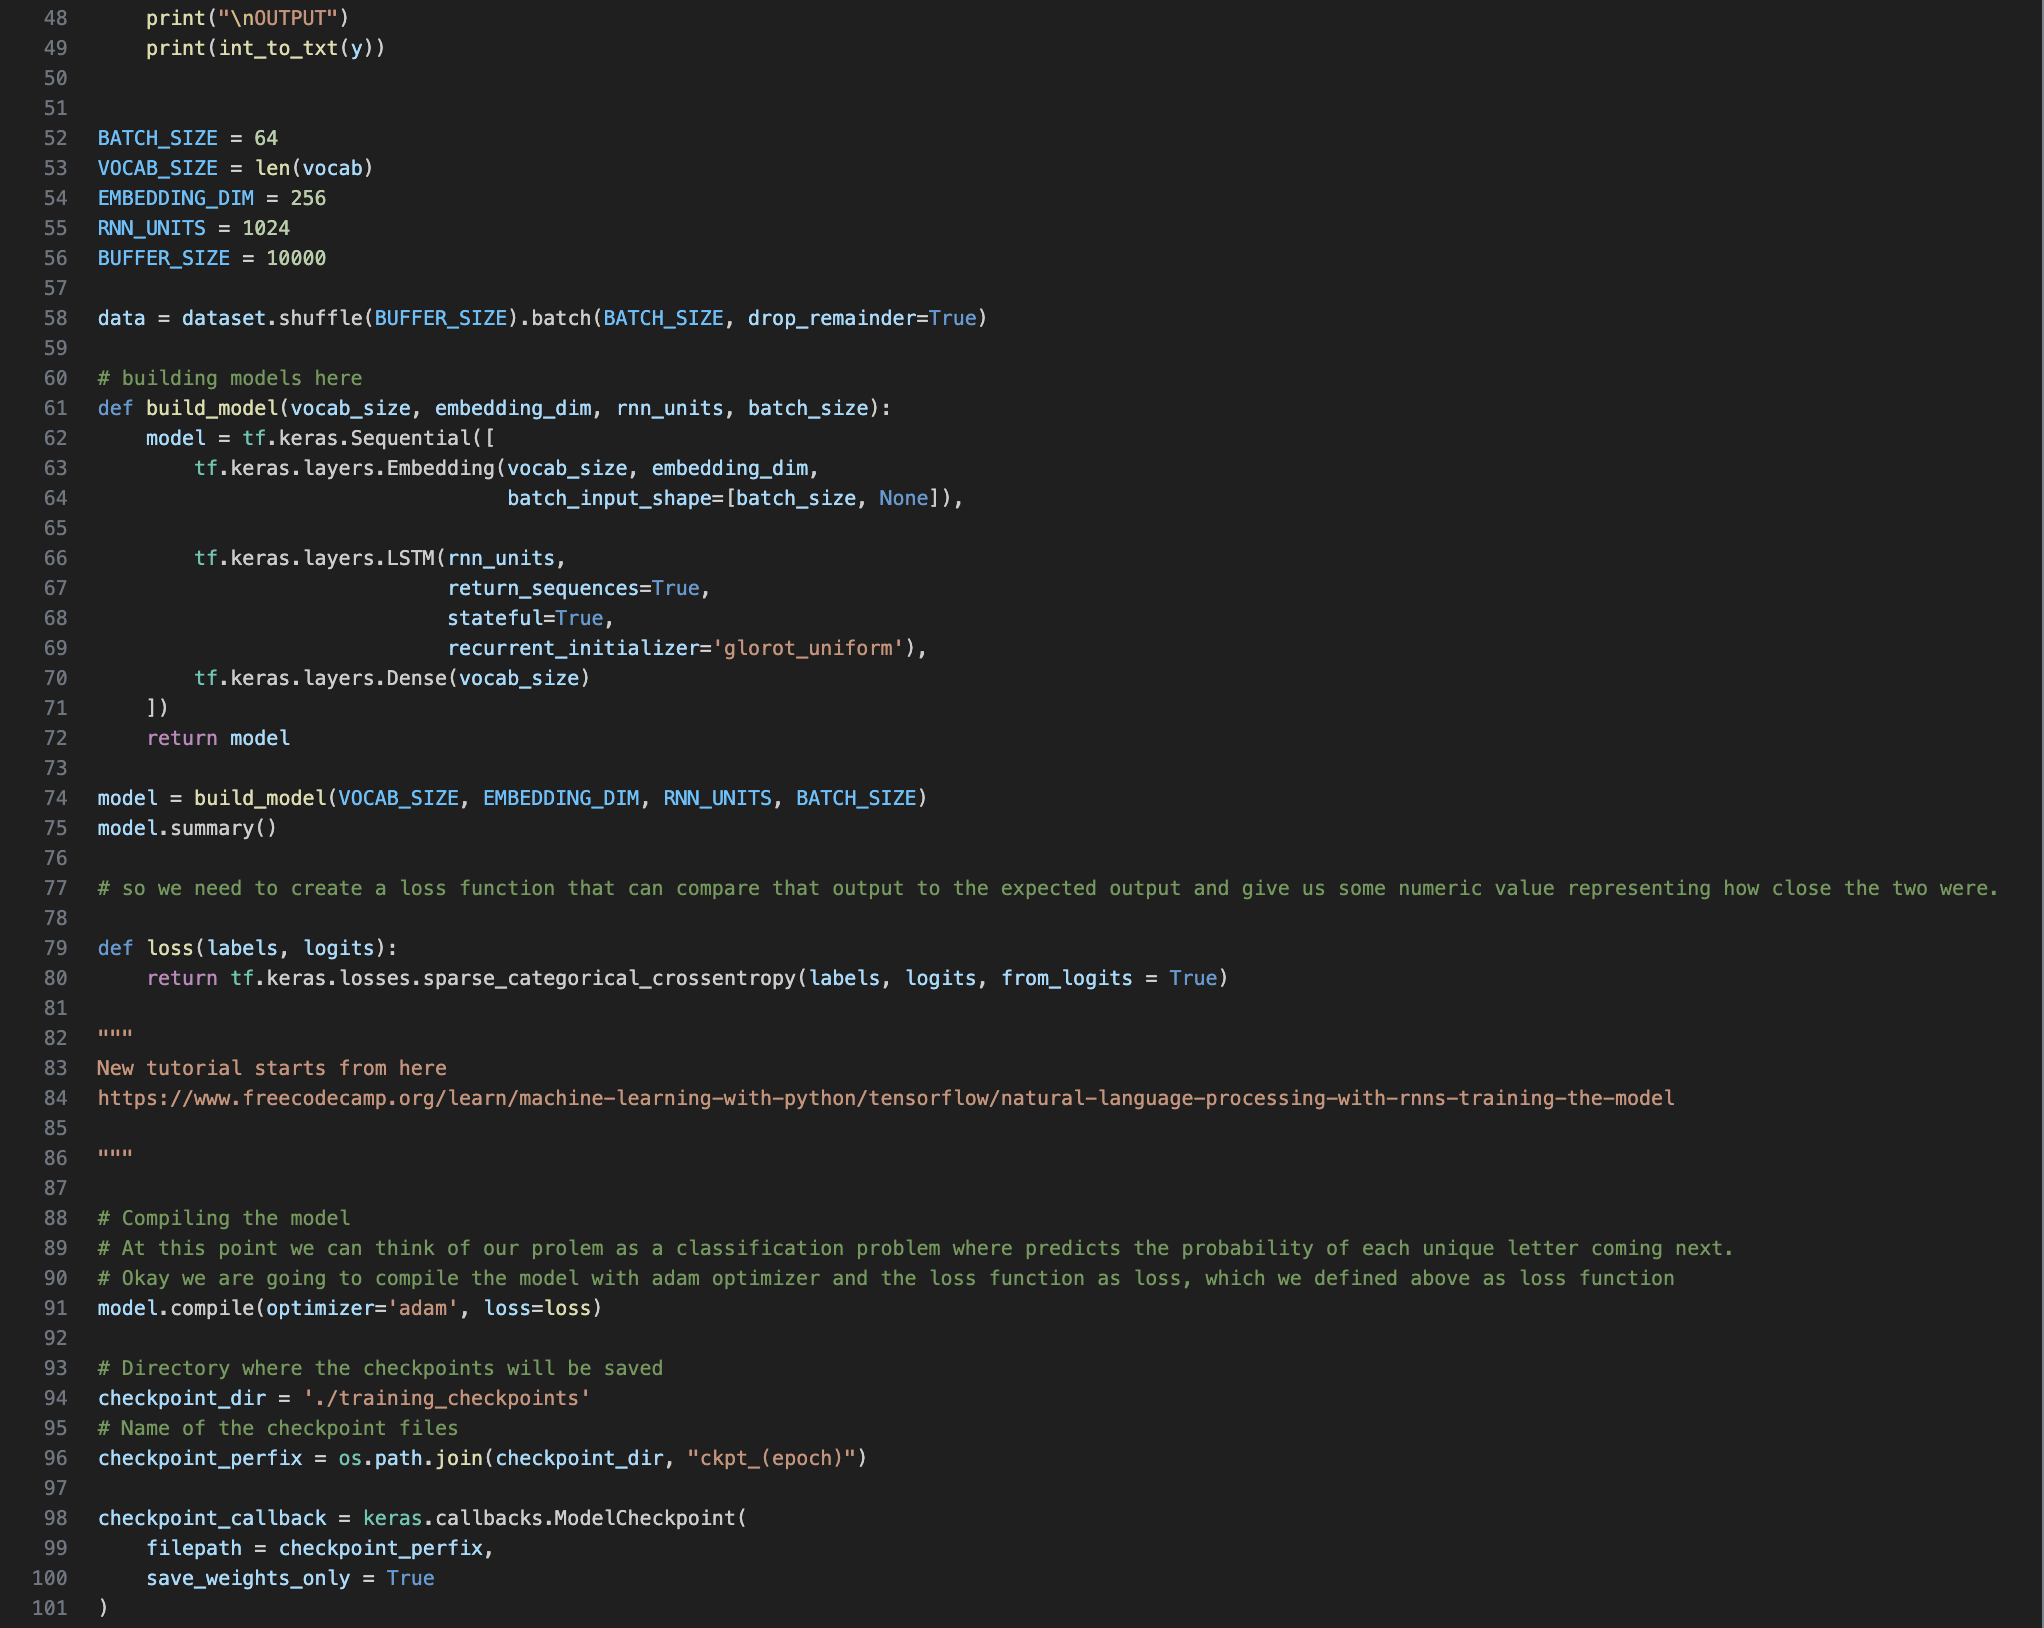 48 print("\nOUTPUT")
49 print(int_to_txt(y))
50
51
52 BATCH_SIZE = 64
53 VOCAB_SIZE = len(vocab)
54 EMBEDDING_DIM = 256
55 RNN_UNITS = 1024
56 BUFFER_SIZE = 10000
57
58 data = dataset.shuffle(BUFFER_SIZE).batch(BATCH_SIZE, drop_remainder=True)
59
60 # building models here
61 def build_model(vocab_size, embedding_dim, rnn_units, batch_size):
62     model = tf.keras.Sequential([
63         tf.keras.layers.Embedding(vocab_size, embedding_dim,
64                                   batch_input_shape=[batch_size, None]),
65
66         tf.keras.layers.LSTM(rnn_units,
67                              return_sequences=True,
68                              stateful=True,
69                              recurrent_initializer='glorot_uniform'),
70         tf.keras.layers.Dense(vocab_size)
71     ])
72     return model
73
74 model = build_model(VOCAB_SIZE, EMBEDDING_DIM, RNN_UNITS, BATCH_SIZE)
75 model.summary()
76
77 # so we need to create a loss function that can compare that output to the expected output and give us some numeric value representing how close the two were.
78
79 def loss(labels, logits):
80     return tf.keras.losses.sparse_categorical_crossentropy(labels, logits, from_logits = True)
81
82 """
83 New tutorial starts from here
84 https://www.freecodecamp.org/learn/machine-learning-with-python/tensorflow/natural-language-processing-with-rnns-training-the-model
85
86 """
87
88 # Compiling the model
89 # At this point we can think of our prolem as a classification problem where predicts the probability of each unique letter coming next.
90 # Okay we are going to compile the model with adam optimizer and the loss function as loss, which we defined above as loss function
91 model.compile(optimizer='adam', loss=loss)
92
93 # Directory where the checkpoints will be saved
94 checkpoint_dir = './training_checkpoints'
95 # Name of the checkpoint files
96 checkpoint_perfix = os.path.join(checkpoint_dir, "ckpt_(epoch)")
97
98 checkpoint_callback = keras.callbacks.ModelCheckpoint(
99     filepath = checkpoint_perfix,
100     save_weights_only = True
101 )